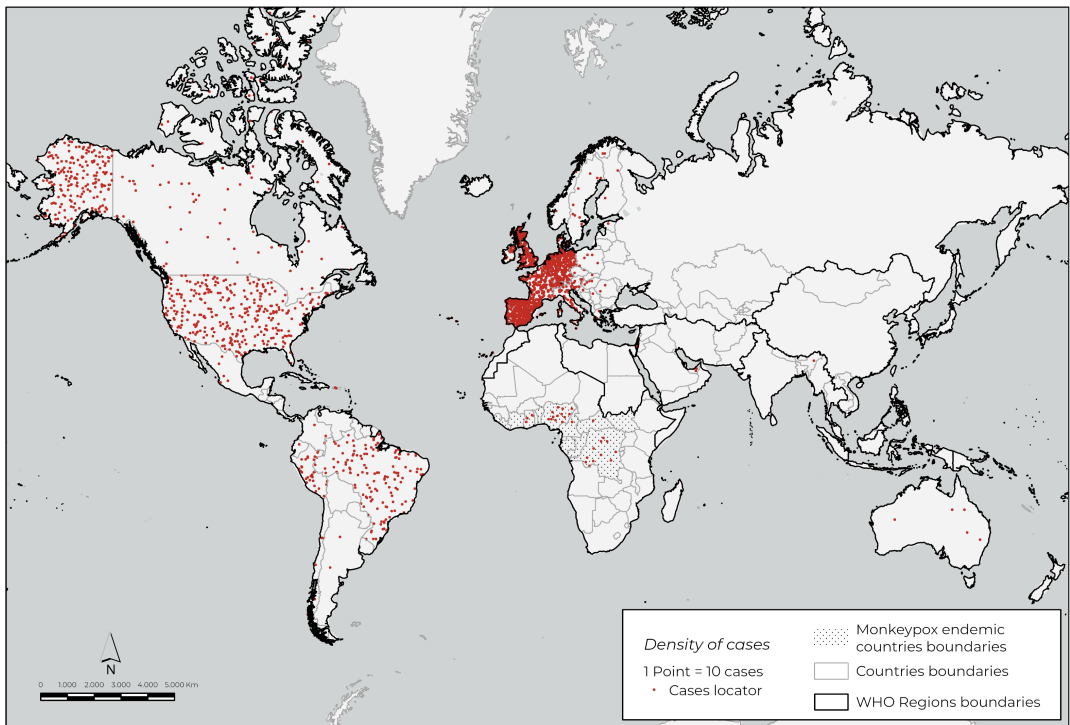 N
0 1.000 2.000 3.000 4.000 5.000 Km
Density of cases
1 Point = 10 cases
Cases locator
Monkeypox endemic
countries boundaries
Countries boundaries
WHO Regions boundaries